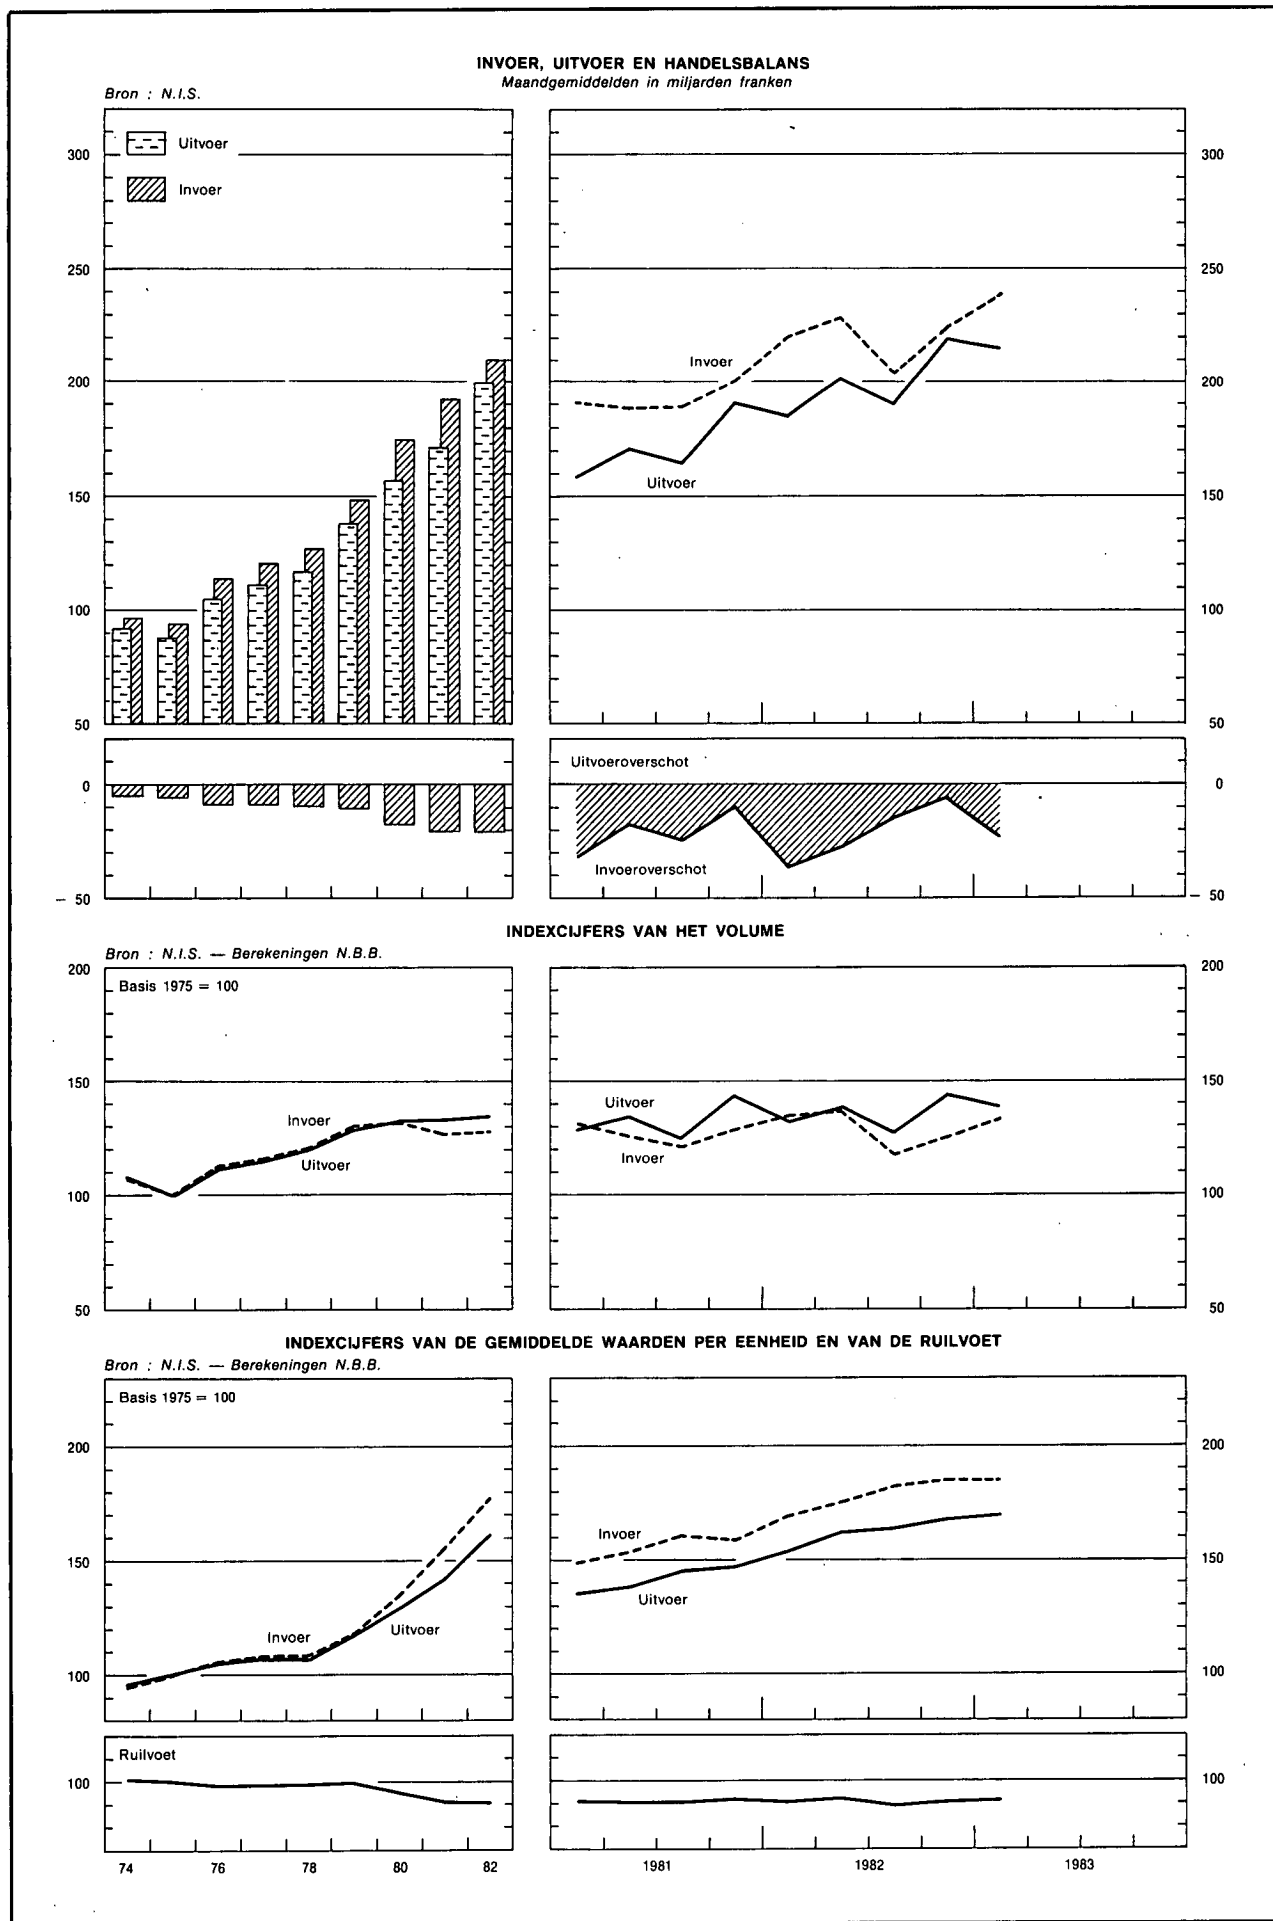 INVOER, UITVOER EN HANDELSBALANS
Maandgemiddelden in miljarden franken
Bron : N.I.S.
Uitvoer
Invoer
300
250
200
150
100
50
300
250
200
150
100
50
Invoer
Uitvoer
0
– 50
Uitvoeroverschot
Invoeroverschot
0
– 50
INDEXCIJFERS VAN HET VOLUME
Bron : N.I.S. — Berekeningen N.B.B.
Basis 1975 = 100
200
150
100
50
Invoer
Uitvoer
Uitvoer
Invoer
200
150
100
50
INDEXCIJFERS VAN DE GEMIDDELDE WAARDEN PER EENHEID EN VAN DE RUILVOET
Bron : N.I.S. — Berekeningen N.B.B.
Basis 1975 = 100
200
150
100
Invoer
Uitvoer
Invoer
Uitvoer
200
150
100
Ruilvoet
100
100
74 76 78 80 82
1981 1982 1983